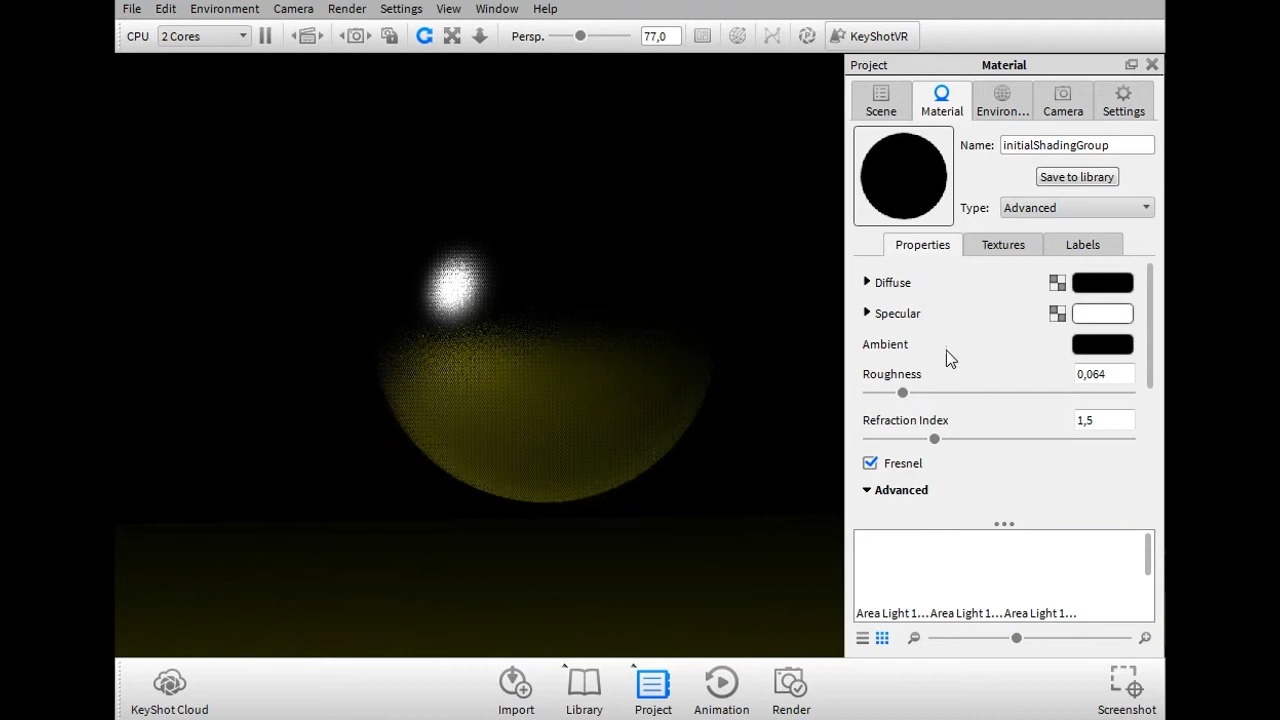 File Edit Environment Camera Render Settings View Window Help
CPU 2 Cores Persp. 77,0 KeyShotVR
Project Material
Scene Material Environ... Camera Settings
Name: initialShadingGroup
Save to library
Type: Advanced
Properties Textures Labels
Diffuse
Specular
Ambient
Roughness 0,064
Refraction Index 1,5
Fresnel
Advanced
Area Light 1... Area Light 1... Area Light 1...
KeyShot Cloud Import Library Project Animation Render Screenshot